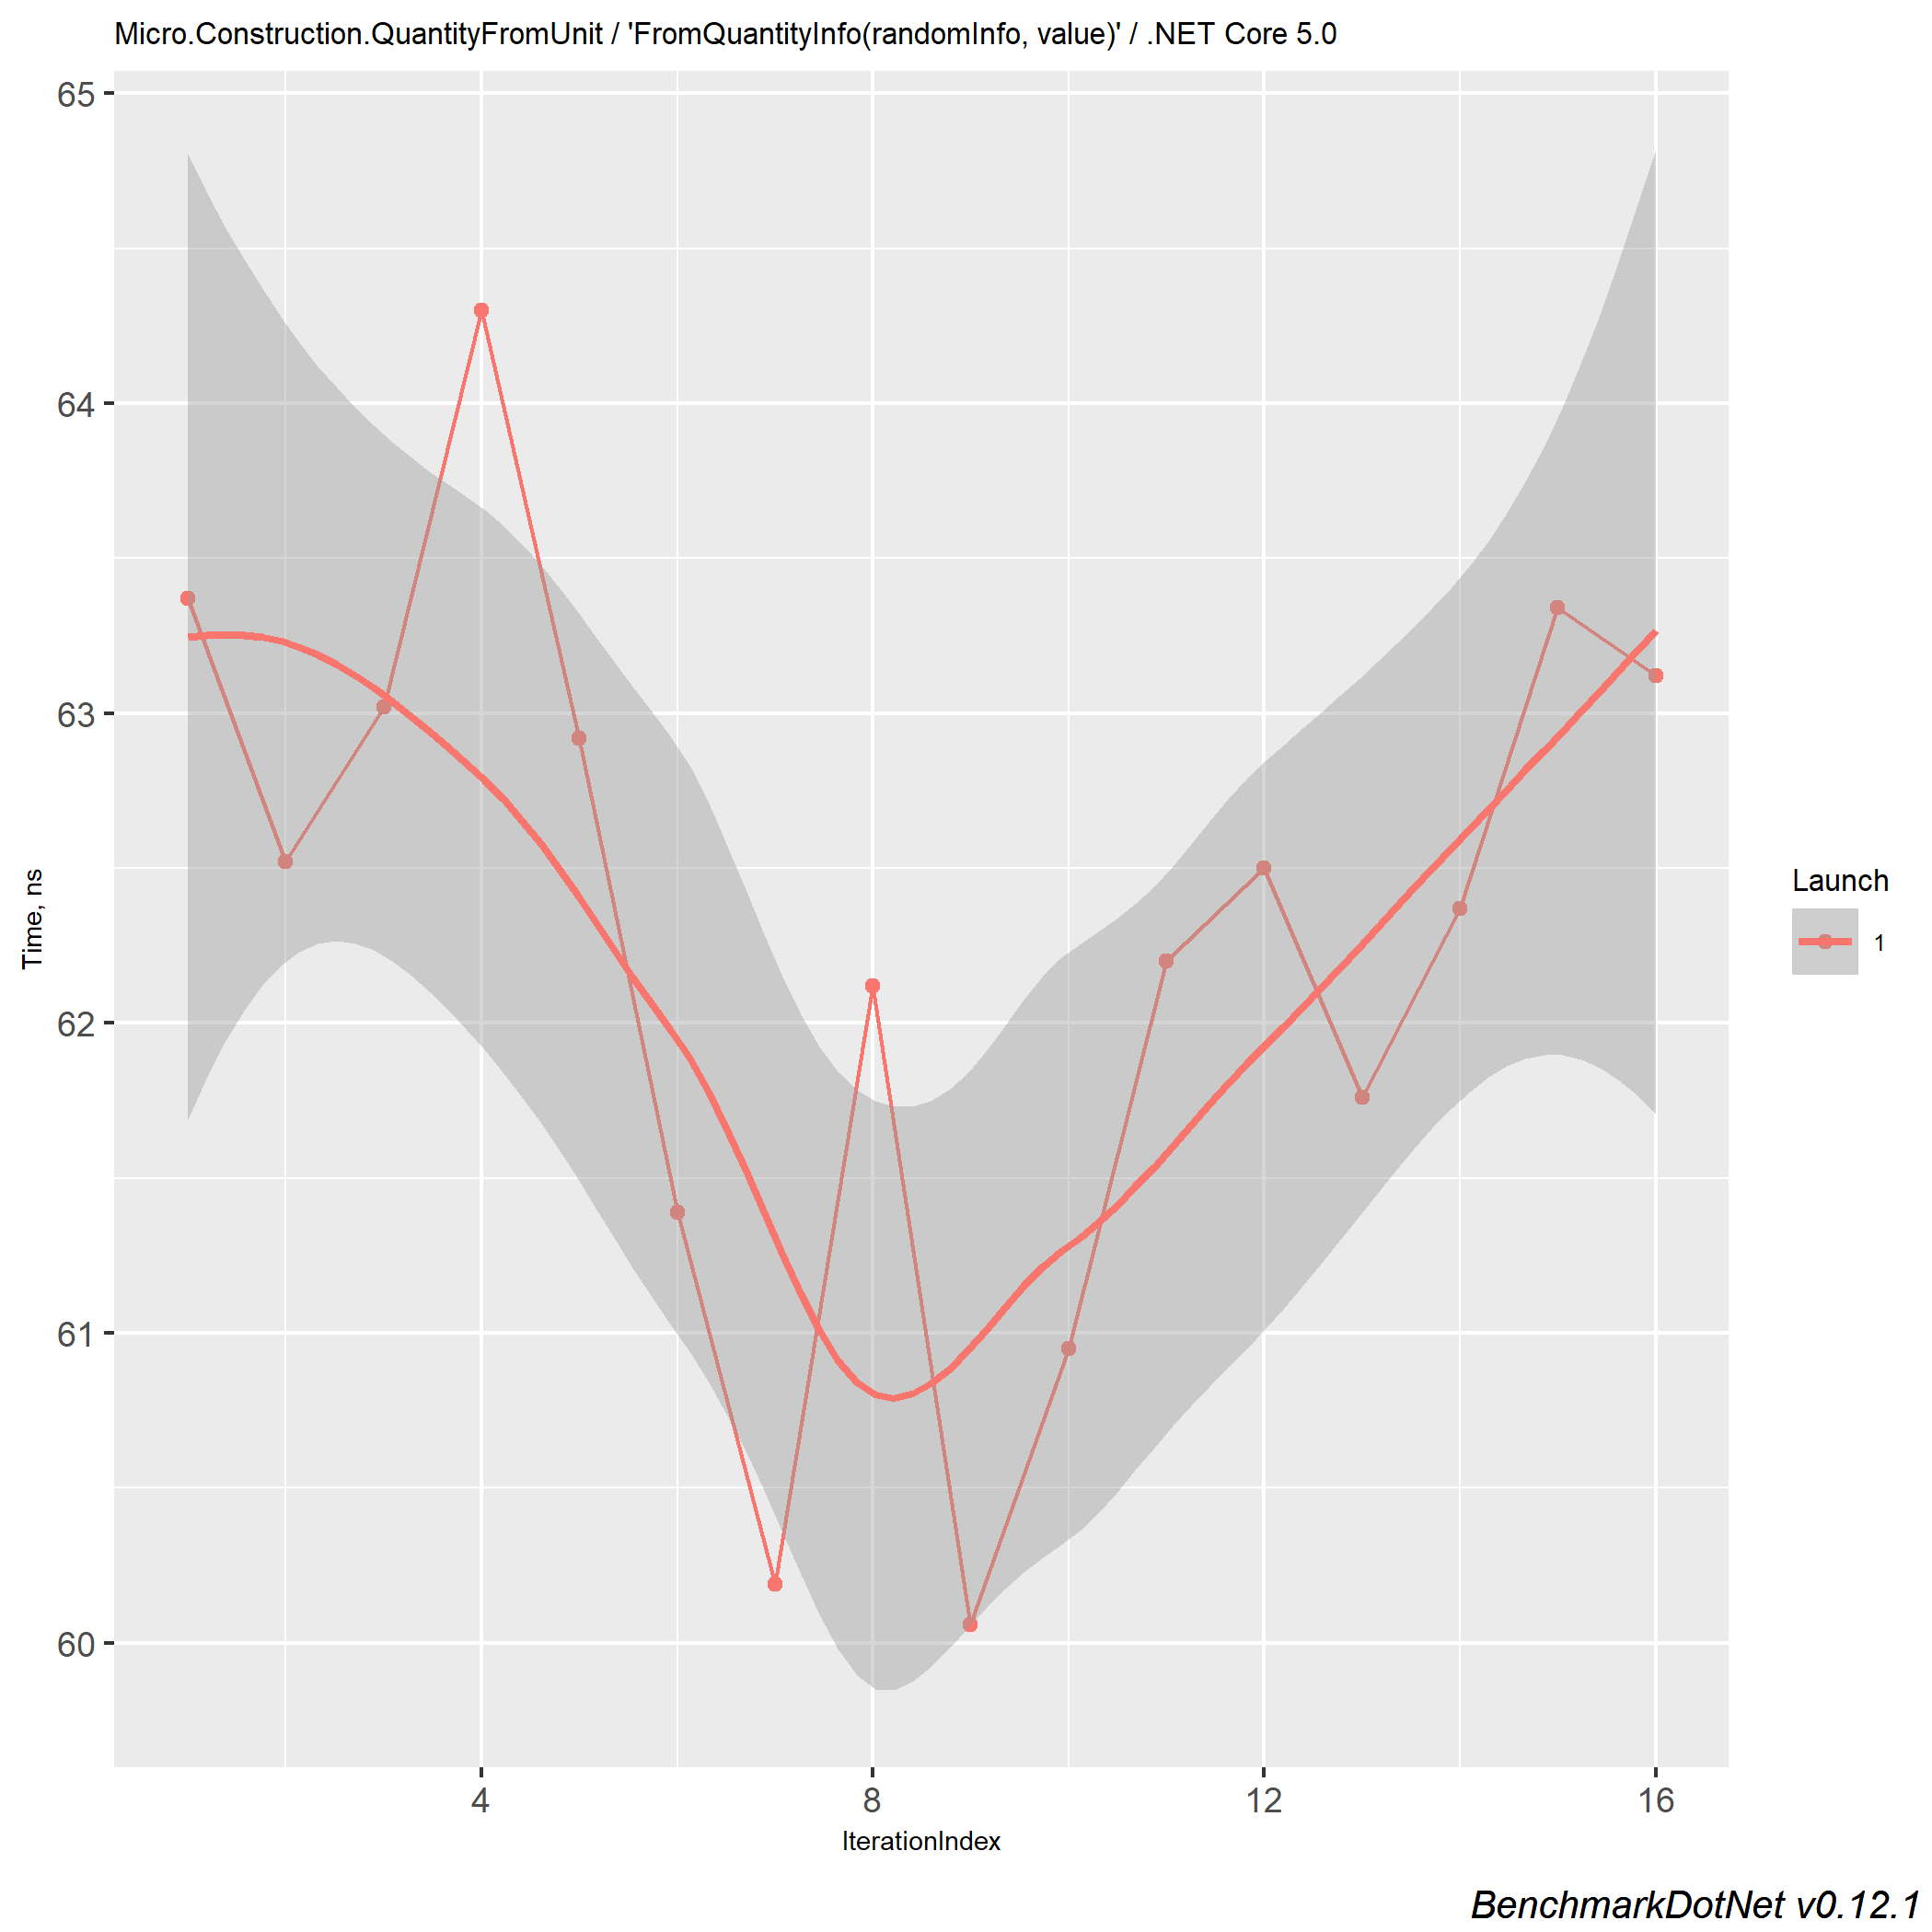 Micro.Construction.QuantityFromUnit / 'FromQuantityInfo(randomInfo, value)' / .NET Core 5.0
65
64
63
62
61
60
Time, ns
4 8 12 16
IterationIndex
Launch
1
BenchmarkDotNet v0.12.1